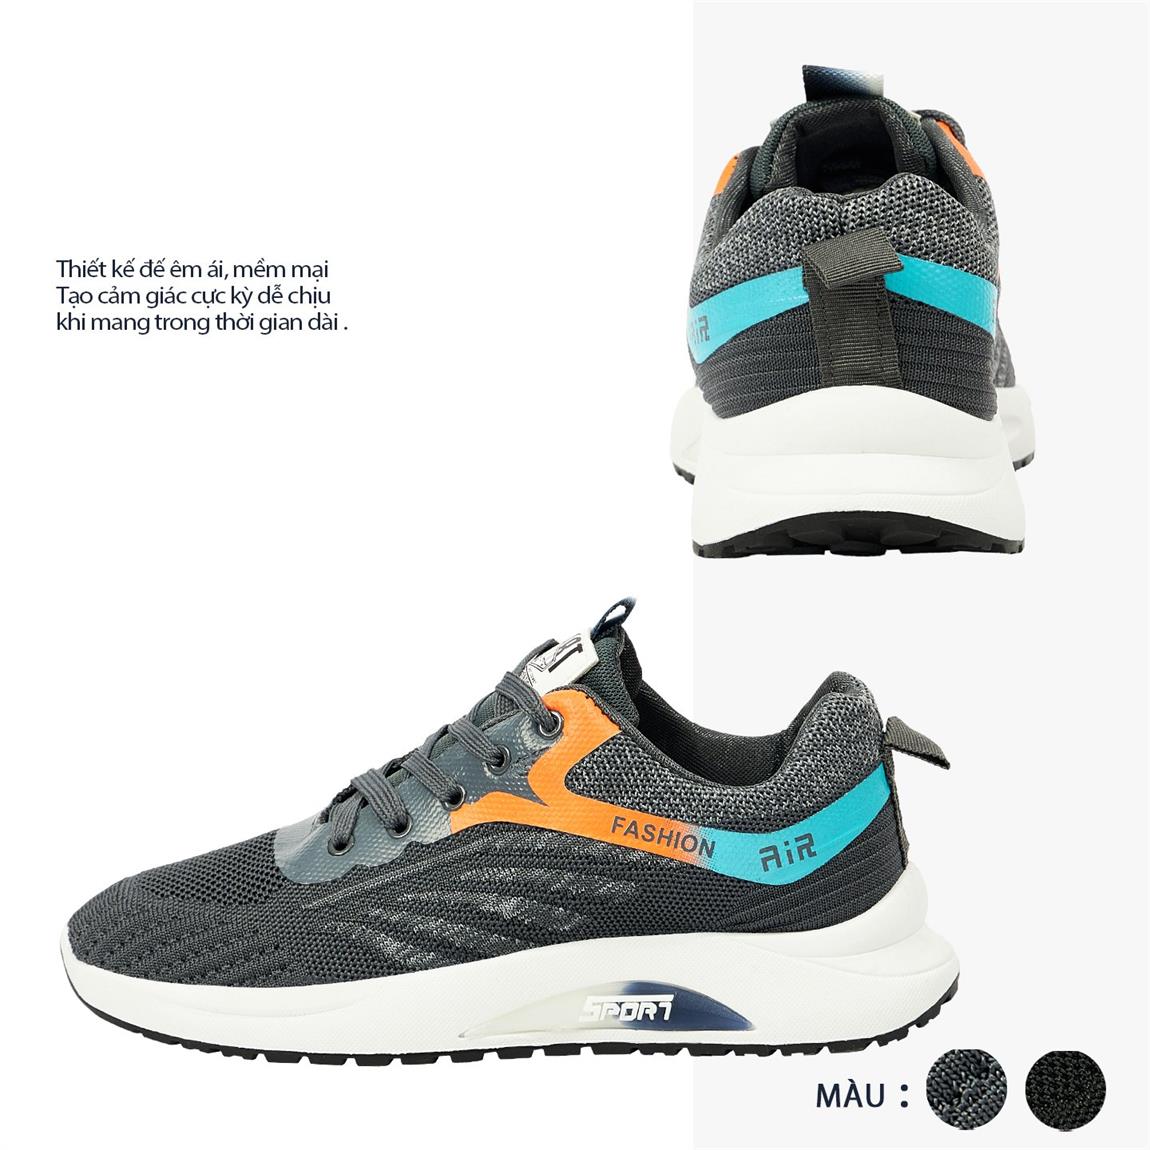 Thiết kế đế êm ái, mềm mại
Tạo cảm giác cực kỳ dễ chịu
khi mang trong thời gian dài .
AiR
FASHION
AiR
SPORT
MÀU :